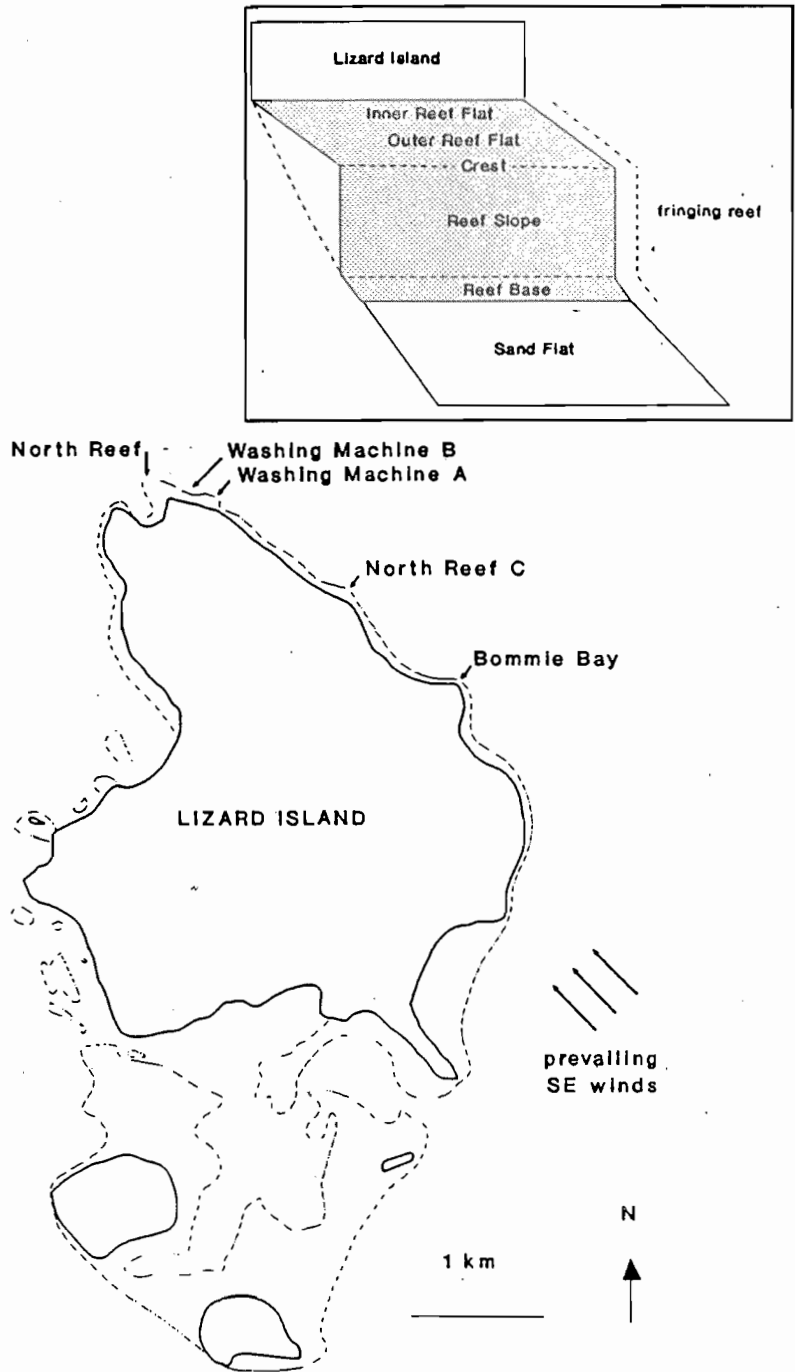 Lizard Island
Inner Reef Flat
Outer Reef Flat
Crest
Reef Slope
fringing reef
Reef Base
Sand Flat
North Reef
Washing Machine B
Washing Machine A
North Reef C
Bommie Bay
LIZARD ISLAND
prevailing
SE winds
N
1 km